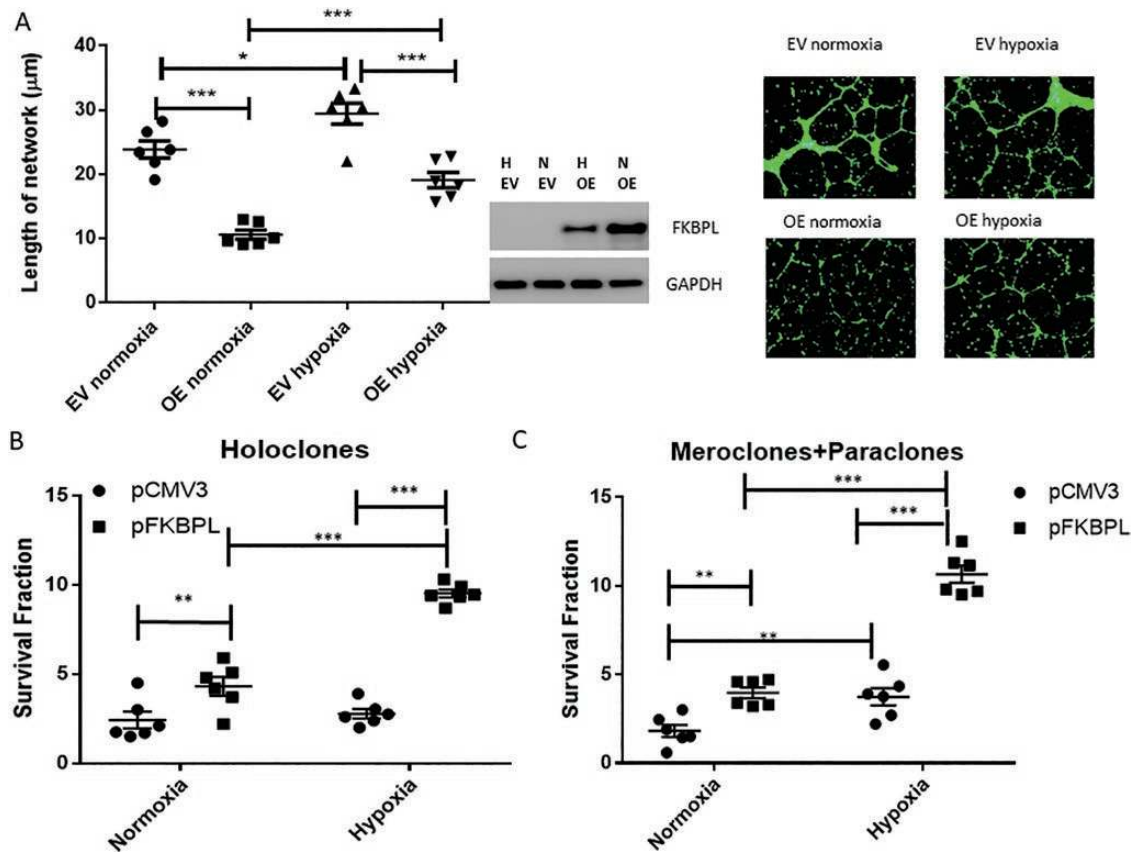 A
Length of network (μm)
40
30
20
10
0
***
*
***
***
EV normoxia
OE normoxia
EV hypoxia
OE hypoxia
H N H N
EV EV OE OE
FKBPL
GAPDH
EV normoxia
EV hypoxia
OE normoxia
OE hypoxia
B
Holoclones
Survival Fraction
15
10
5
0
pCMV3
pFKBPL
**
***
***
Normoxia
Hypoxia
C
Meroclones+Paraclones
Survival Fraction
15
10
5
0
**
**
***
***
pCMV3
pFKBPL
Normoxia
Hypoxia